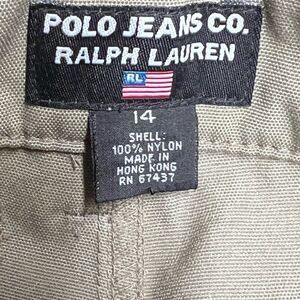 POLO JEANS CO.
RALPH LAUREN
RL
14
SHELL:
100% NYLON
MADE IN
HONG KONG
RN 67437